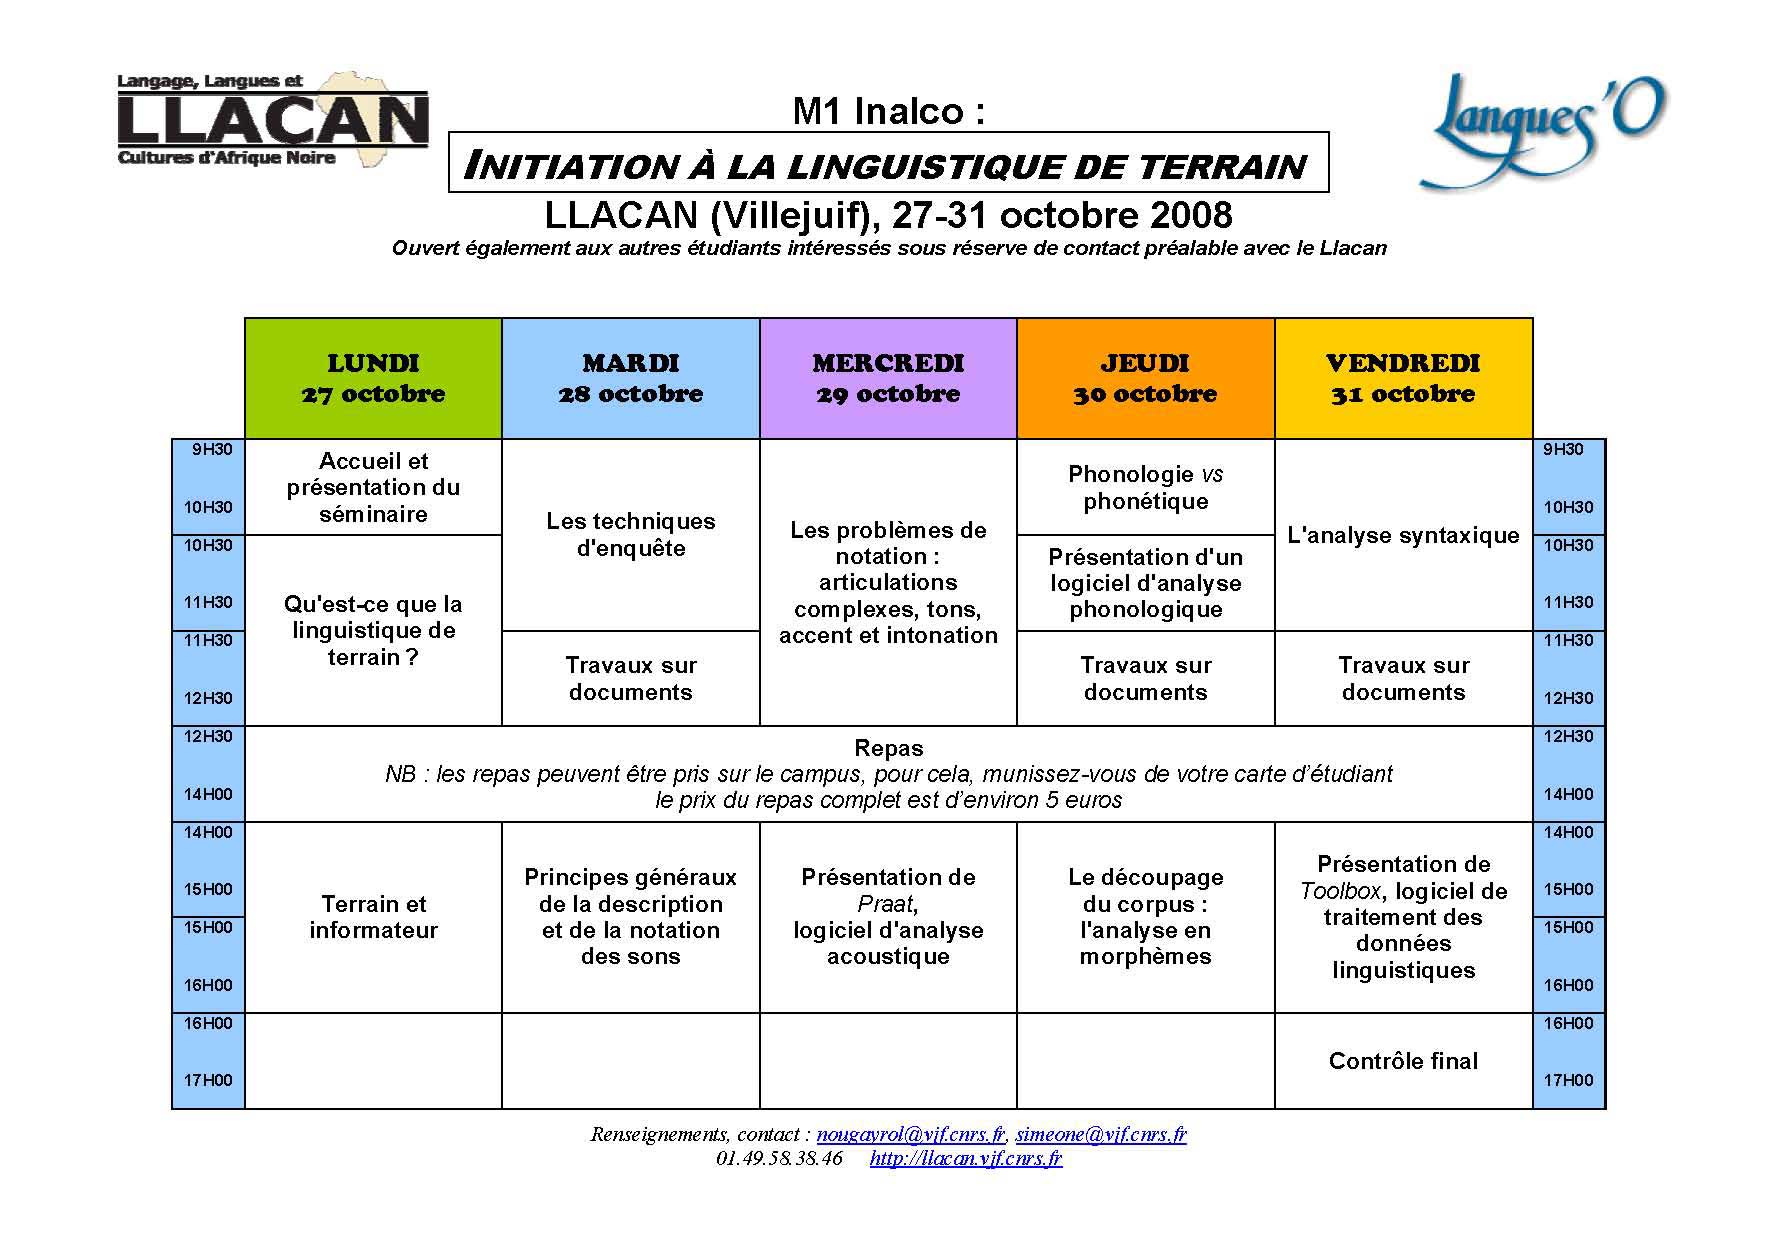 Langage, Langues et
LLACAN
Cultures d'Afrique Noire
Langues'O
M1 Inalco :
INITIATION À LA LINGUISTIQUE DE TERRAIN
LLACAN (Villejuif), 27-31 octobre 2008
Ouvert également aux autres étudiants intéressés sous réserve de contact préalable avec le Llacan
LUNDI
27 octobre
MARDI
28 octobre
MERCREDI
29 octobre
JEUDI
30 octobre
VENDREDI
31 octobre
9H30
10H30
Accueil et
présentation du
séminaire
Les techniques
d'enquête
Les problèmes de
notation :
articulations
complexes, tons,
accent et intonation
Phonologie vs
phonétique
L'analyse syntaxique
9H30
10H30
10H30
11H30
Qu'est-ce que la
linguistique de
terrain ?
Présentation d'un
logiciel d'analyse
phonologique
10H30
11H30
11H30
12H30
Travaux sur
documents
Travaux sur
documents
Travaux sur
documents
11H30
12H30
12H30
14H00
Repas
NB : les repas peuvent être pris sur le campus, pour cela, munissez-vous de votre carte d’étudiant
le prix du repas complet est d’environ 5 euros
12H30
14H00
14H00
15H00
15H00
16H00
Terrain et
informateur
Principes généraux
de la description
et de la notation
des sons
Présentation de
Praat,
logiciel d'analyse
acoustique
Le découpage
du corpus :
l'analyse en
morphèmes
Présentation de
Toolbox, logiciel de
traitement des
données
linguistiques
14H00
15H00
15H00
16H00
16H00
17H00
Contrôle final
16H00
17H00
Renseignements, contact : nougayrol@vjf.cnrs.fr, simeone@vjf.cnrs.fr
01.49.58.38.46 http://llacan.vjf.cnrs.fr